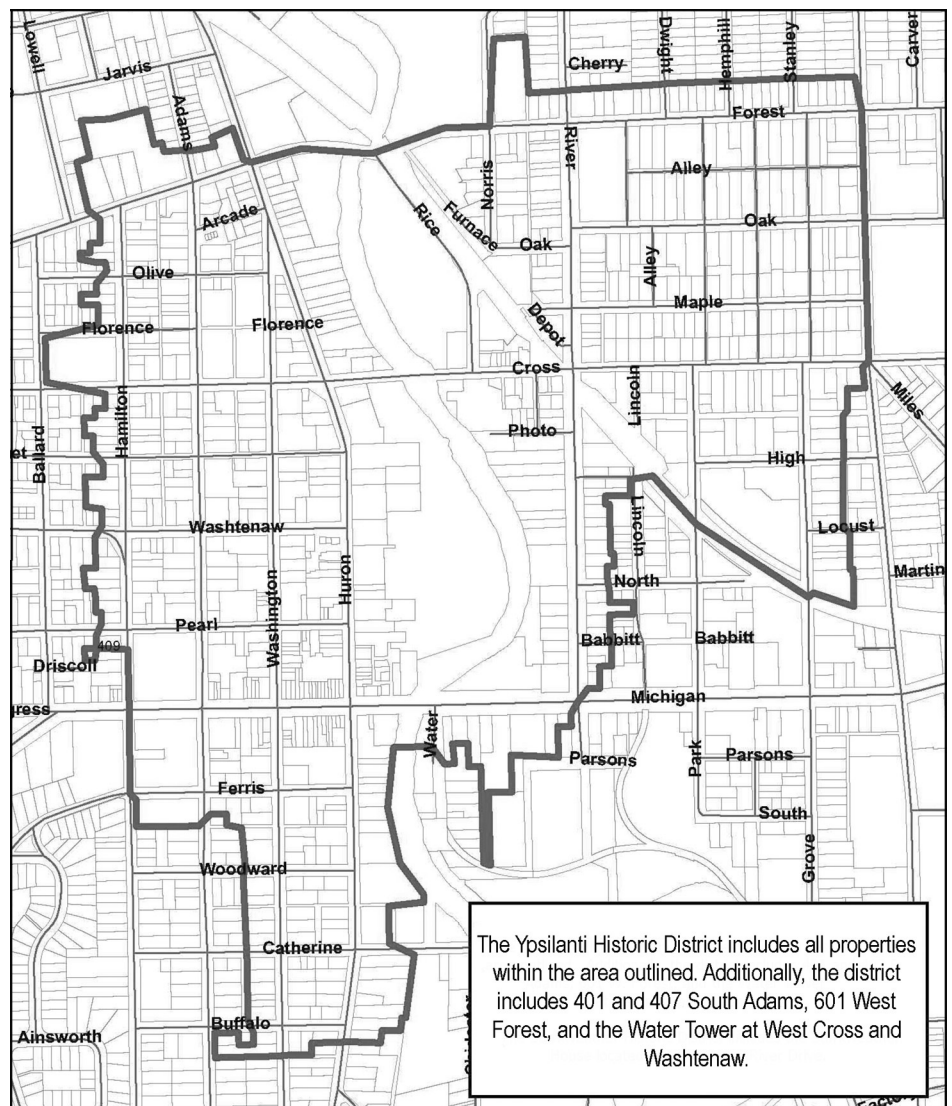 Lowell
Jarvis
Adams
Cherry
Dwight
Hemphill
Stanley
Carver
Forest
River
Alley
Norris
Arcade
Rice
Furnace
Oak
Oak
Alley
Olive
Maple
Florence
Florence
Depot
Cross
Lincoln
Miles
Hamilton
Ballard
et
Photo
High
Washtenaw
Lincoln
Locust
Huron
Washington
North
Martin
Pearl
Babbitt
Babbitt
409
Driscoll
gress
Michigan
Water
Parsons
Park
Parsons
Ferris
South
Woodward
Grove
Catherine
Buffalo
Ainsworth
The Ypsilanti Historic District includes all properties
within the area outlined. Additionally, the district
includes 401 and 407 South Adams, 601 West
Forest, and the Water Tower at West Cross and
Washtenaw.